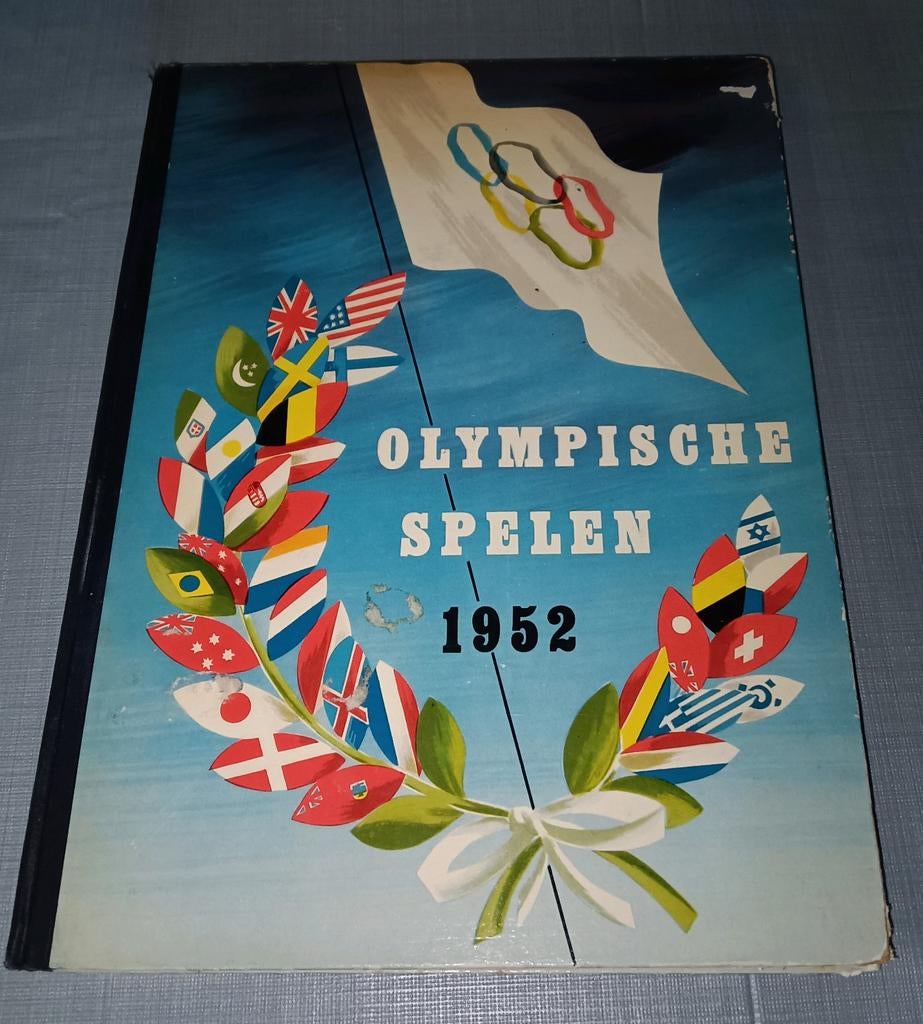 OLYMPISCHE
SPELEN
1952